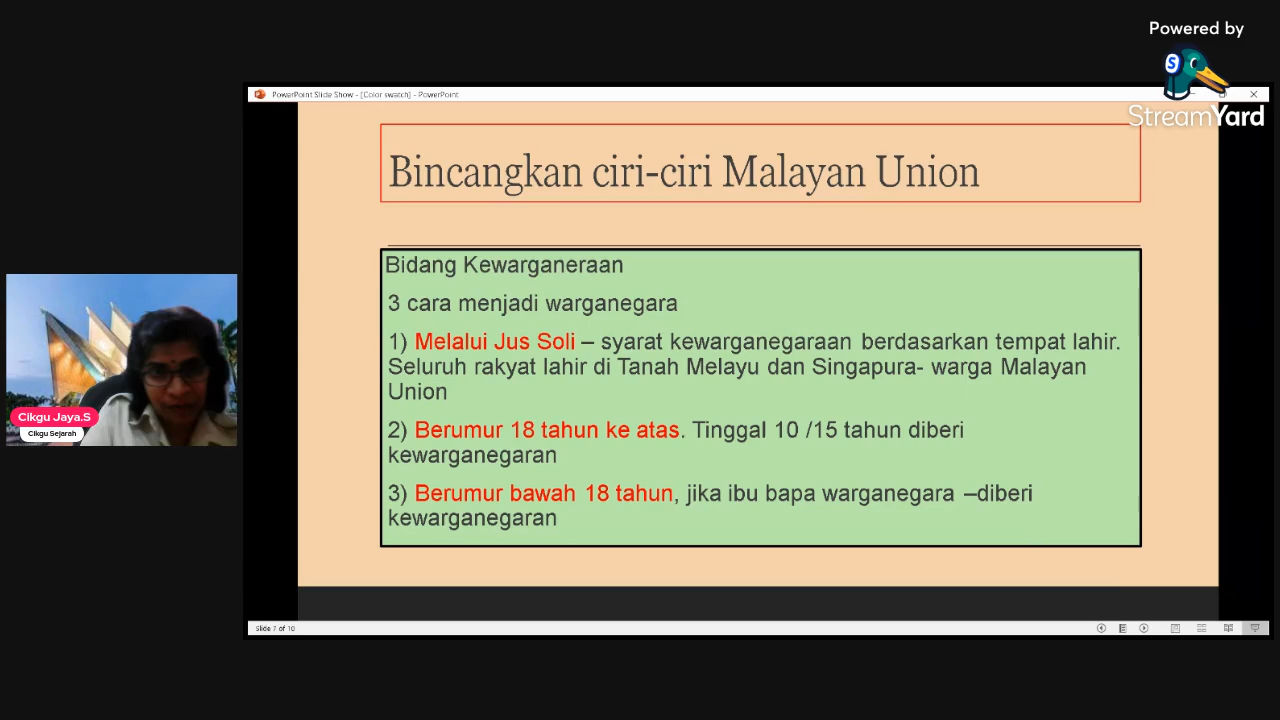 Powered by
StreamYard
PowerPoint Slide Show - [Color swatch] - PowerPoint
Bincangkan ciri-ciri Malayan Union
Bidang Kewarganeraan
3 cara menjadi warganegara
1) Melalui Jus Soli – syarat kewarganegaraan berdasarkan tempat lahir.
Seluruh rakyat lahir di Tanah Melayu dan Singapura- warga Malayan
Union
2) Berumur 18 tahun ke atas. Tinggal 10 /15 tahun diberi
kewarganegaran
3) Berumur bawah 18 tahun, jika ibu bapa warganegara –diberi
kewarganegaran
Cikgu Jaya.S
Cikgu Sejarah
Slide 7 of 10